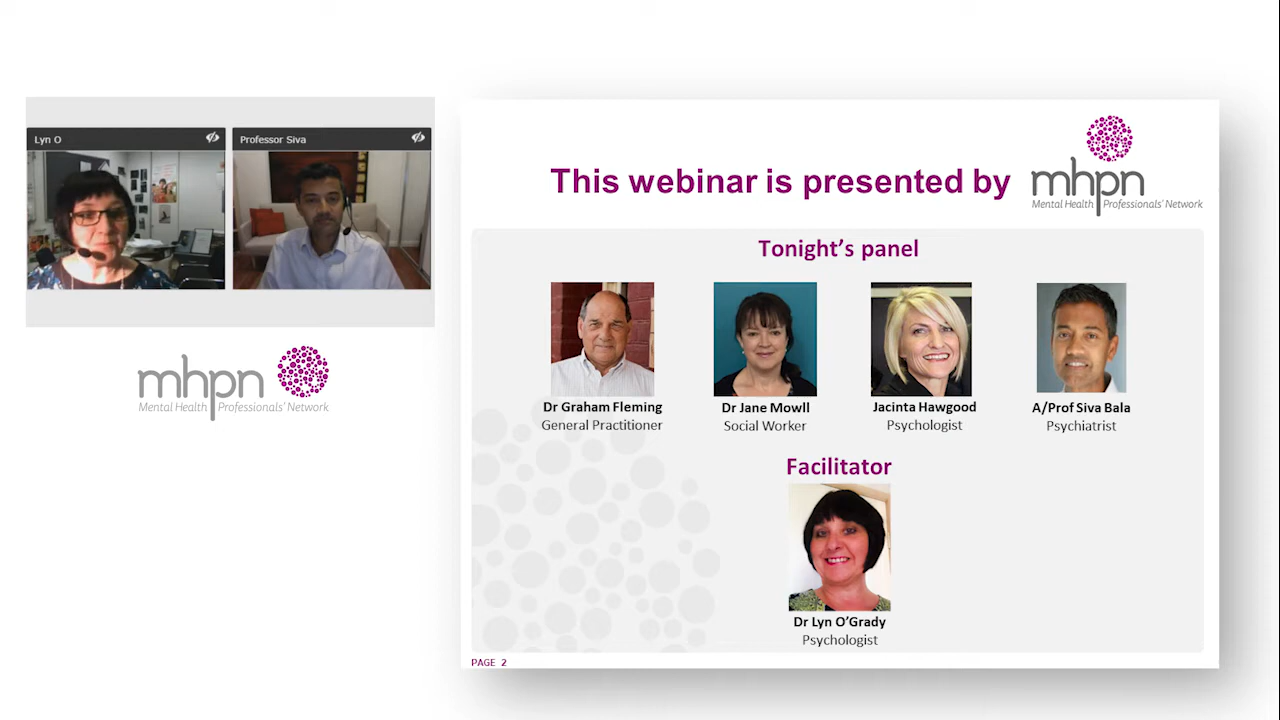 Lyn O
Professor Siva
mhpn
Mental Health Professionals' Network
This webinar is presented by
mhpn
Mental Health Professionals' Network
Tonight’s panel
Dr Graham Fleming
General Practitioner
Dr Jane Mowll
Social Worker
Jacinta Hawgood
Psychologist
A/Prof Siva Bala
Psychiatrist
Facilitator
Dr Lyn O’Grady
Psychologist
PAGE 2